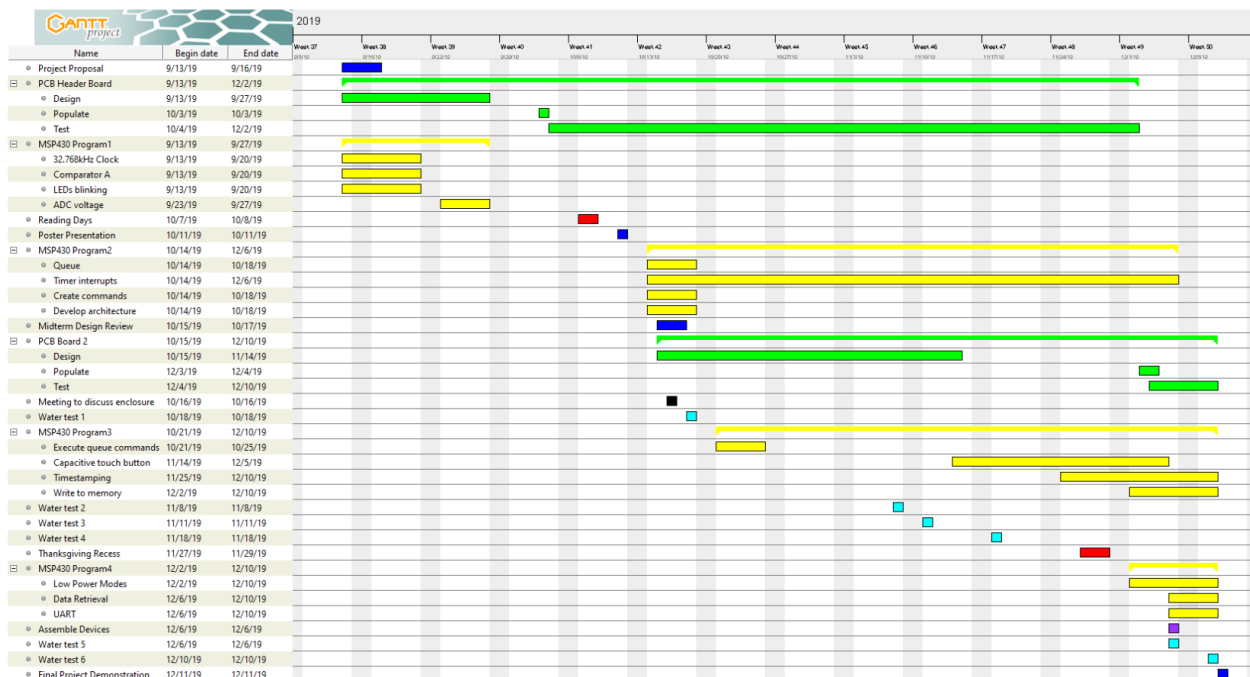 GANTT project
2019
Name Begin date End date
Week 37 Week 38 Week 39 Week 40 Week 41 Week 42 Week 43 Week 44 Week 45 Week 46 Week 47 Week 48 Week 49 Week 50
Project Proposal 9/13/19 9/16/19
PCB Header Board 9/13/19 12/2/19
Design 9/13/19 9/27/19
Populate 10/3/19 10/3/19
Test 10/4/19 12/2/19
MSP430 Program1 9/13/19 9/27/19
32.768kHz Clock 9/13/19 9/20/19
Comparator A 9/13/19 9/20/19
LEDs blinking 9/13/19 9/20/19
ADC voltage 9/23/19 9/27/19
Reading Days 10/7/19 10/8/19
Poster Presentation 10/11/19 10/11/19
MSP430 Program2 10/14/19 12/6/19
Queue 10/14/19 10/18/19
Timer interrupts 10/14/19 12/6/19
Create commands 10/14/19 10/18/19
Develop architecture 10/14/19 10/18/19
Midterm Design Review 10/15/19 10/17/19
PCB Board 2 10/15/19 12/10/19
Design 10/15/19 11/14/19
Populate 12/3/19 12/4/19
Test 12/4/19 12/10/19
Meeting to discuss enclosure 10/16/19 10/16/19
Water test 1 10/18/19 10/18/19
MSP430 Program3 10/21/19 12/10/19
Execute queue commands 10/21/19 10/25/19
Capacitive touch button 11/14/19 12/5/19
Timestamping 11/25/19 12/10/19
Write to memory 12/2/19 12/10/19
Water test 2 11/8/19 11/8/19
Water test 3 11/11/19 11/11/19
Water test 4 11/18/19 11/18/19
Thanksgiving Recess 11/27/19 11/29/19
MSP430 Program4 12/2/19 12/10/19
Low Power Modes 12/2/19 12/10/19
Data Retrieval 12/6/19 12/10/19
UART 12/6/19 12/10/19
Assemble Devices 12/6/19 12/6/19
Water test 5 12/6/19 12/6/19
Water test 6 12/10/19 12/10/19
Final Project Demonstration 12/11/19 12/11/19